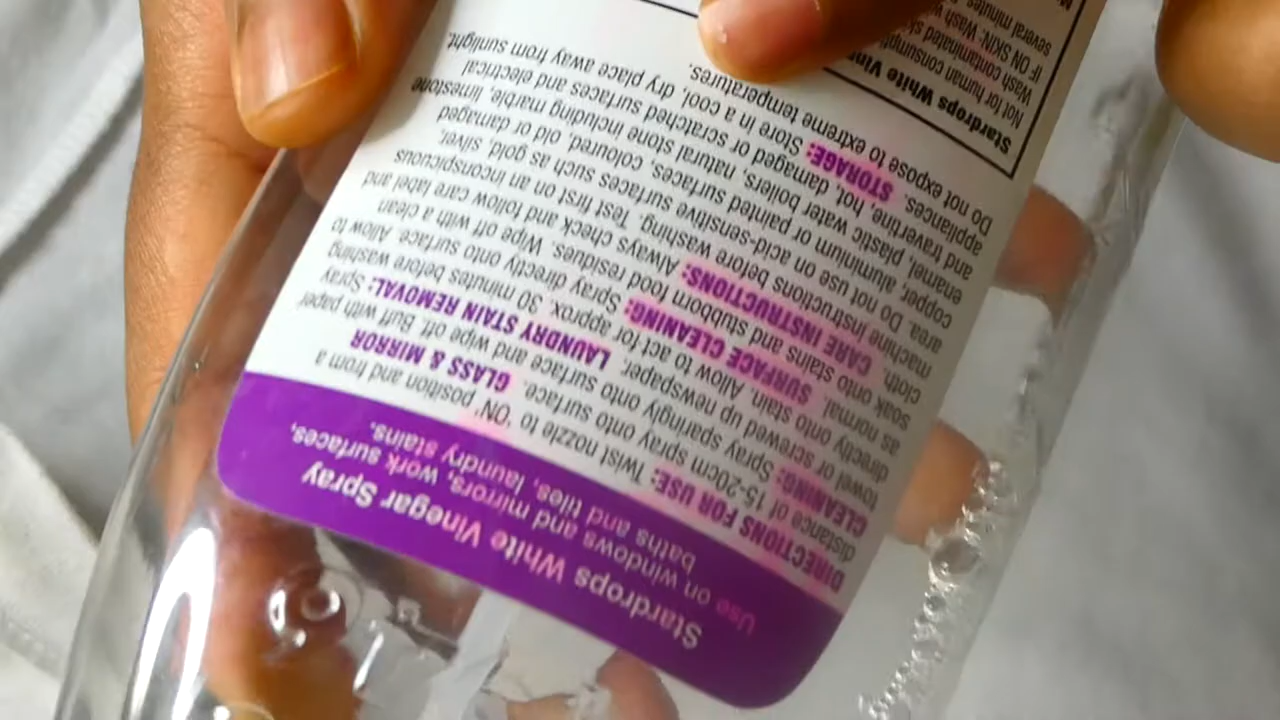 Stardrops White Vinegar Spray
Use on windows and mirrors, work surfaces,
baths and tiles, laundry stains.
DIRECTIONS FOR USE: Twist nozzle to 'ON' position and from a
distance of 15-20cm spray onto surface. GLASS & MIRROR
CLEANING: Spray sparingly onto surface and wipe off. Buff with paper
towel or screwed up newspaper. LAUNDRY STAIN REMOVAL: Spray
directly onto stain. Allow to act for approx. 30 minutes before washing
as normal. SURFACE CLEANING: Spray directly onto surface. Allow to
soak onto stains and stubborn food residues. Wipe off with a clean
cloth. CARE INSTRUCTIONS: Always check and follow care label and
machine instructions before washing. Test first on an inconspicuous
area. Do not use on acid-sensitive surfaces such as gold, silver,
copper, aluminium or painted surfaces, coloured, old or damaged
enamel, plastic, water boilers, natural stone including marble, limestone
and travertine, hot, damaged or scratched surfaces and electrical
appliances. STORAGE: Store in a cool, dry place away from sunlight.
Do not expose to extreme temperatures.
Stardrops White
Not for human
Wash contaminated
IF ON SKIN: Wash
several minutes